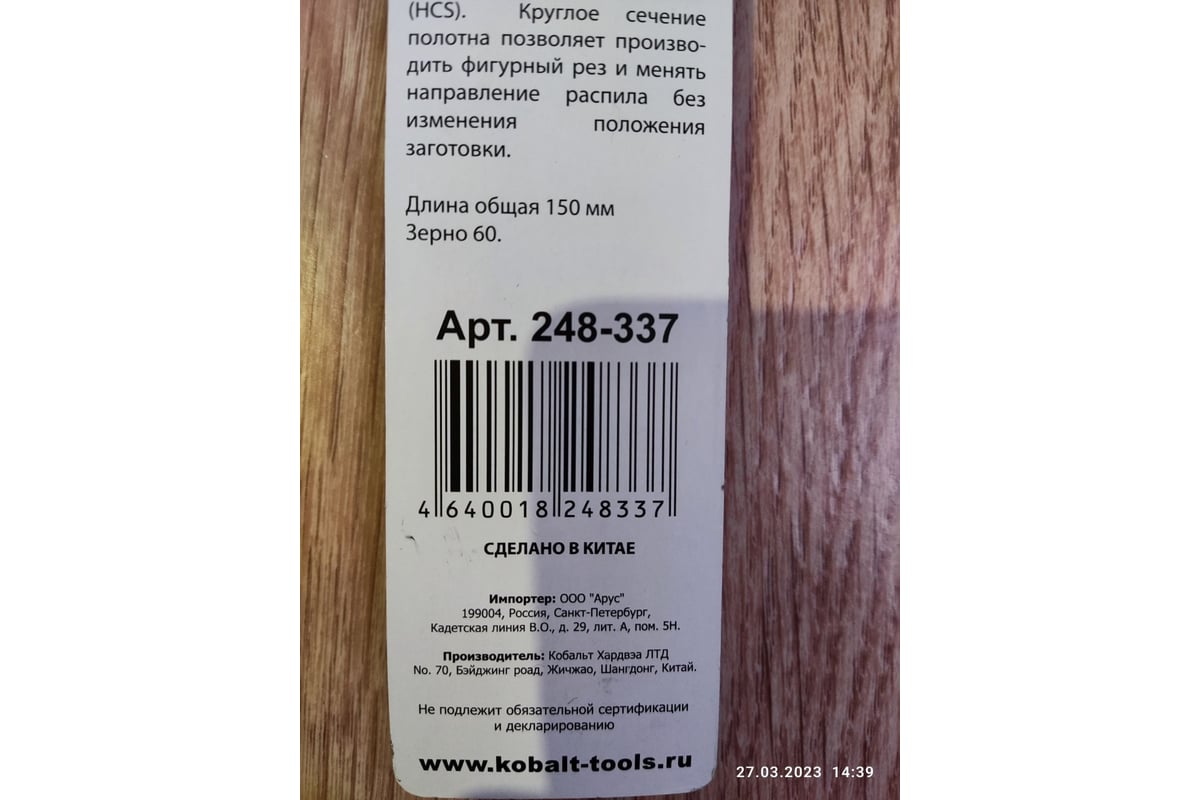 (HCS). Круглое сечение
полотна позволяет произво-
дить фигурный рез и менять
направление распила без
изменения положения
заготовки.
Длина общая 150 мм
Зерно 60.
Арт. 248-337
4 640018 248337
СДЕЛАНО В КИТАЕ
Импортер: ООО "Арус"
199004, Россия, Санкт-Петербург,
Кадетская линия В.О., д. 29, лит. А, пом. 5Н.
Производитель: Кобальт Хардвэа ЛТД
No. 70, Бэйджинг роад, Жичжао, Шангдонг, Китай.
Не подлежит обязательной сертификации
и декларированию
www.kobalt-tools.ru
27.03.2023 14:39